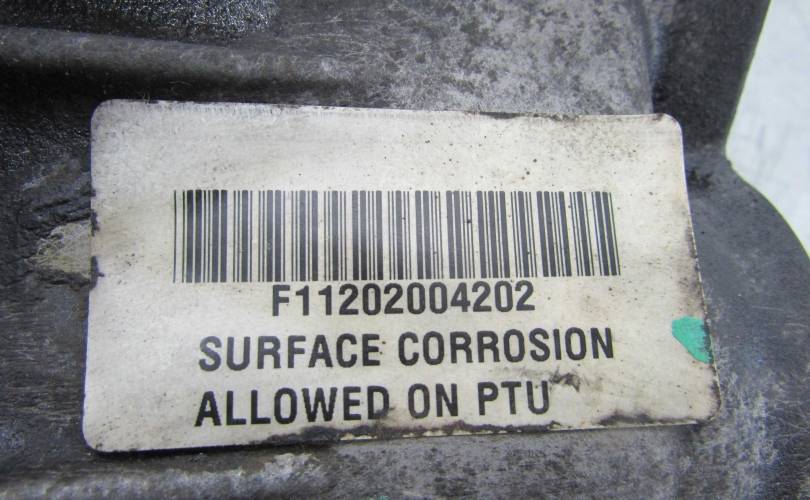 F11202004202
SURFACE CORROSION
ALLOWED ON PTU